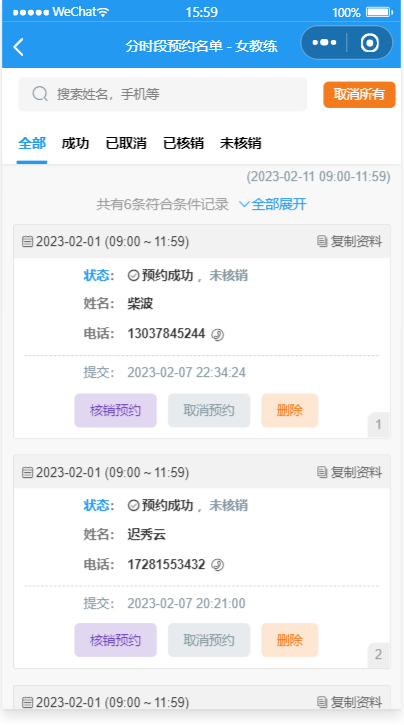 WeChat 15:59 100%
分时段预约名单 - 女教练
搜索姓名，手机等 取消所有
全部 成功 已取消 已核销 未核销
(2023-02-11 09:00-11:59)
共有6条符合条件记录 全部展开
2023-02-01 (09:00 ~ 11:59) 复制资料
状态： 预约成功 ，未核销
姓名： 柴波
电话： 13037845244
提交： 2023-02-07 22:34:24
核销预约 取消预约 删除
1
2023-02-01 (09:00 ~ 11:59) 复制资料
状态： 预约成功 ，未核销
姓名： 迟秀云
电话： 17281553432
提交： 2023-02-07 20:21:00
核销预约 取消预约 删除
2
2023-02-01 (09:00 ~ 11:59) 复制资料